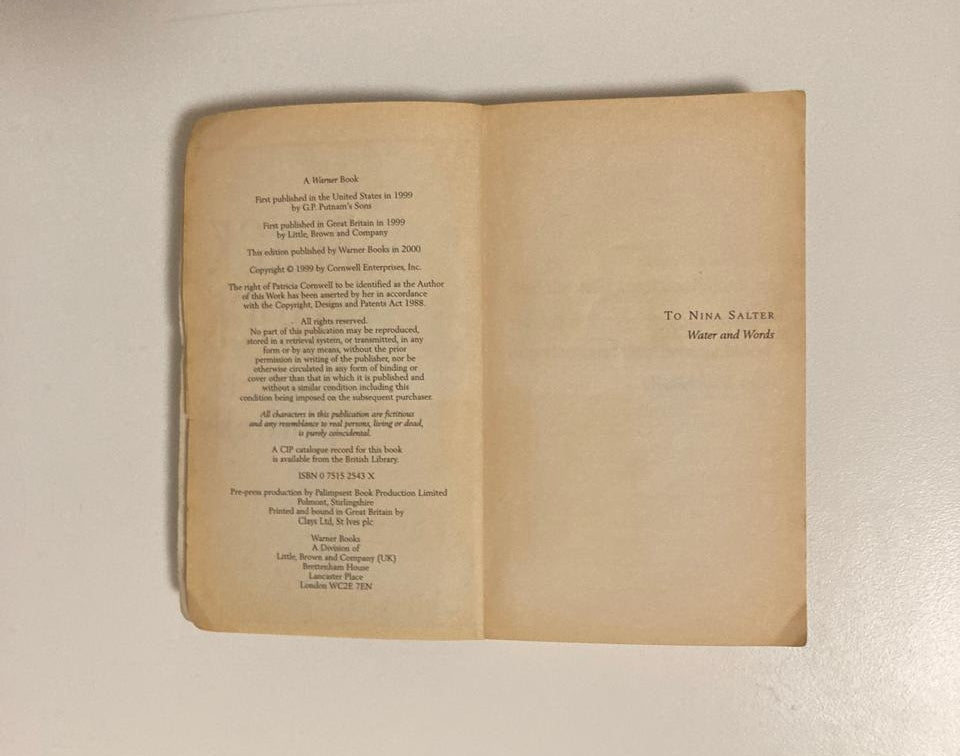 A Warner Book
First published in the United States in 1999
by G.P. Putnam's Sons
First published in Great Britain in 1999
by Little, Brown and Company
This edition published by Warner Books in 2000
Copyright © 1999 by Cornwell Enterprises, Inc.
The right of Patricia Cornwell to be identified as the Author
of this Work has been asserted by her in accordance
with the Copyright, Designs and Patents Act 1988.
All rights reserved.
No part of this publication may be reproduced,
stored in a retrieval system, or transmitted, in any
form or by any means, without the prior
permission in writing of the publisher, nor be
otherwise circulated in any form of binding or
cover other than that in which it is published and
without a similar condition including this
condition being imposed on the subsequent purchaser.
All characters in this publication are fictitious
and any resemblance to real persons, living or dead,
is purely coincidental.
A CIP catalogue record for this book
is available from the British Library.
ISBN 0 7515 2543 X
Pre-press production by Palimpsest Book Production Limited
Polmont, Stirlingshire
Printed and bound in Great Britain by
Clays Ltd, St Ives plc
Warner Books
A Division of
Little, Brown and Company (UK)
Brettenham House
Lancaster Place
London WC2E 7EN
To Nina Salter
Water and Words